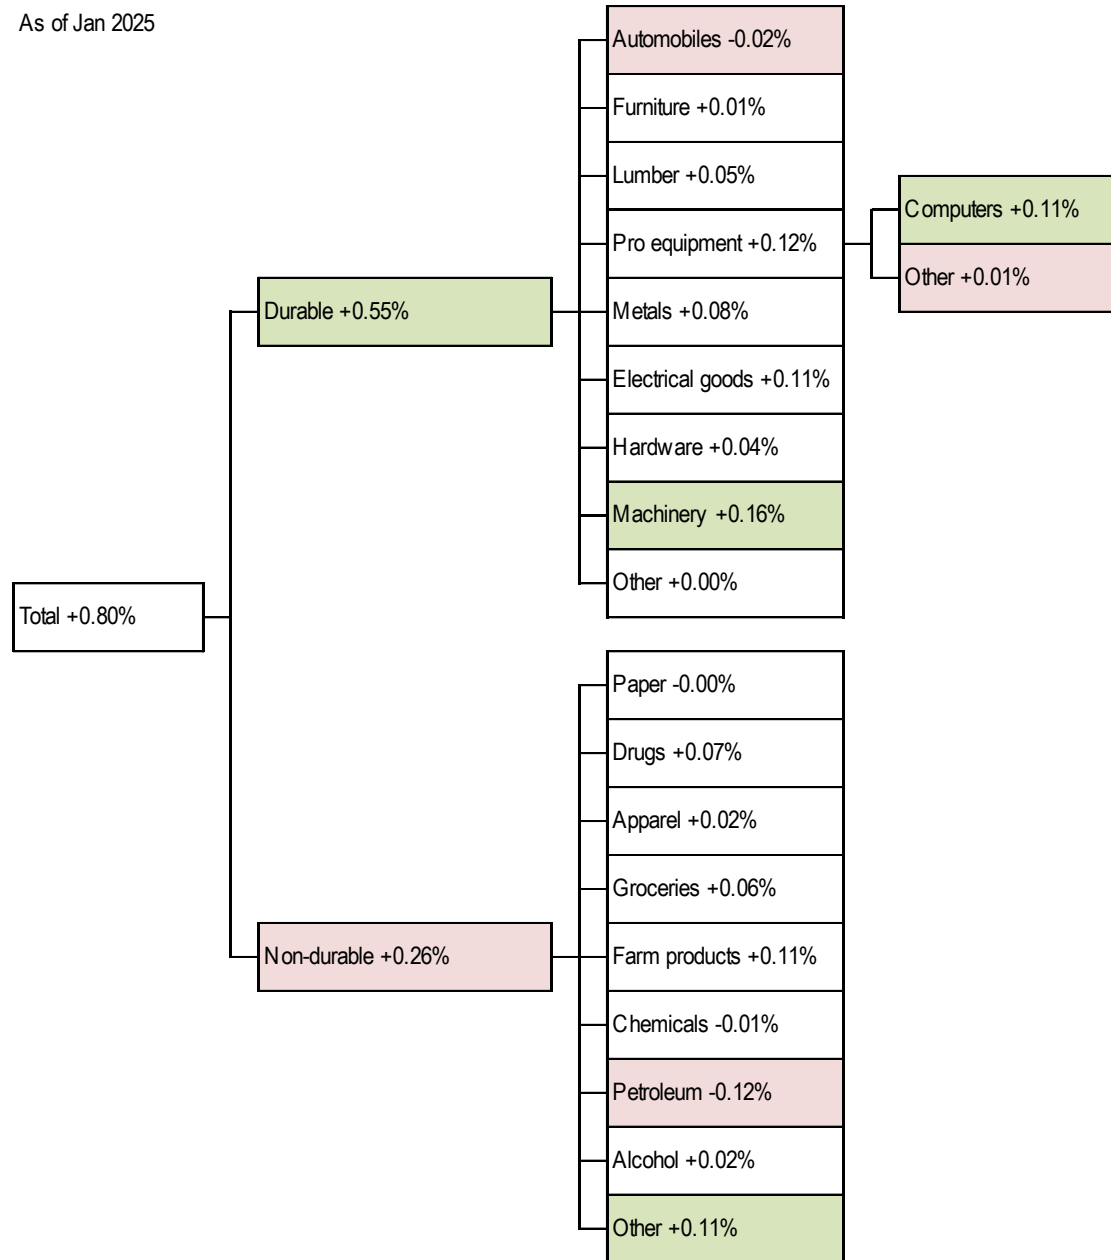 As of Jan 2025
Automobiles -0.02%
Furniture +0.01%
Lumber +0.05%
Pro equipment +0.12%
Computers +0.11%
Other +0.01%
Durable +0.55%
Metals +0.08%
Electrical goods +0.11%
Hardware +0.04%
Machinery +0.16%
Other +0.00%
Total +0.80%
Paper -0.00%
Drugs +0.07%
Apparel +0.02%
Groceries +0.06%
Non-durable +0.26%
Farm products +0.11%
Chemicals -0.01%
Petroleum -0.12%
Alcohol +0.02%
Other +0.11%